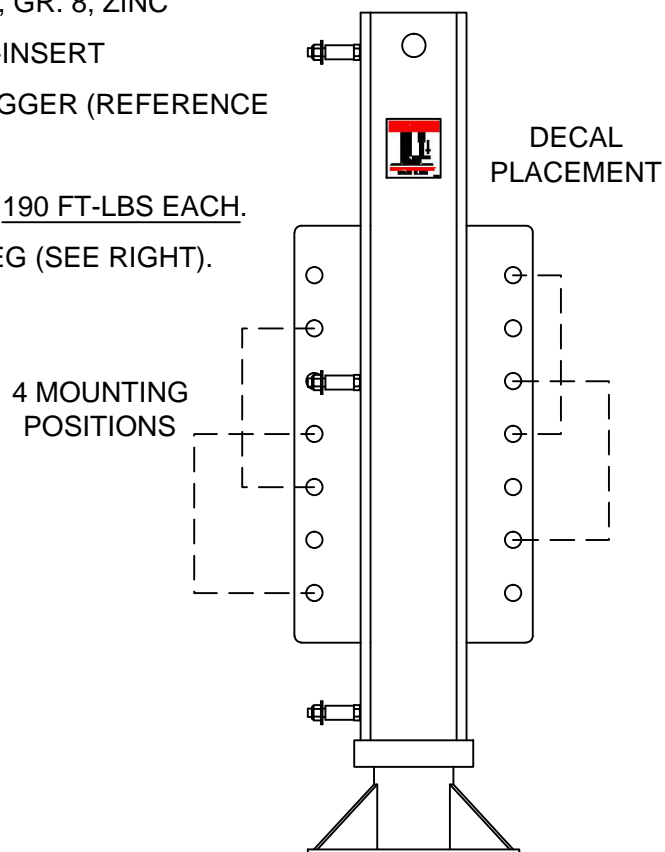 , GR. 8, ZINC
-INSERT
GGER (REFERENCE
190 FT-LBS EACH.
EG (SEE RIGHT).
DECAL
PLACEMENT
4 MOUNTING
POSITIONS